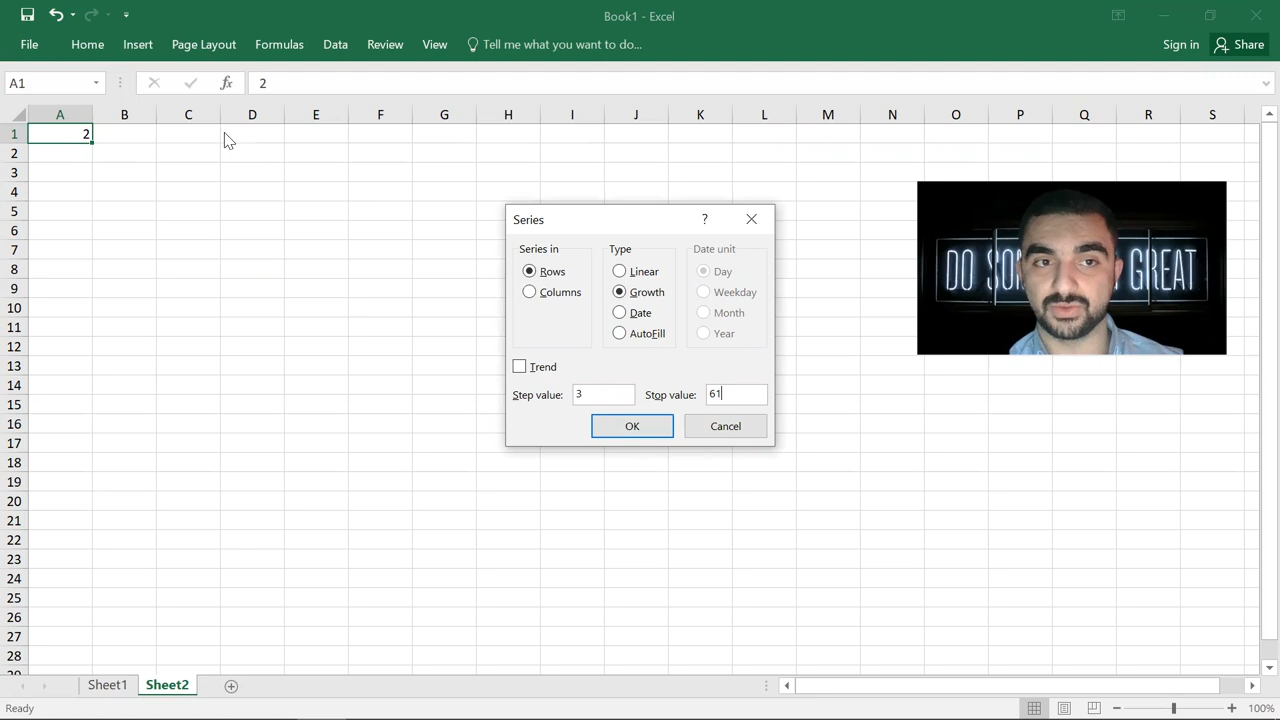 Book1 - Excel
File Home Insert Page Layout Formulas Data Review View Tell me what you want to do... Sign in Share
A1 fx 2
A B C D E F G H I J K L M N O P Q R S
1 2
2
3
4
5
6
7
8
9
10
11
12
13
14
15
16
17
18
19
20
21
22
23
24
25
26
27
28
29
Series ?
Series in Type Date unit
Rows Linear Day
Columns Growth Weekday
Date Month
AutoFill Year
Trend
Step value: 3 Stop value: 61
OK Cancel
DO GREAT
Sheet1 Sheet2
Ready 100%